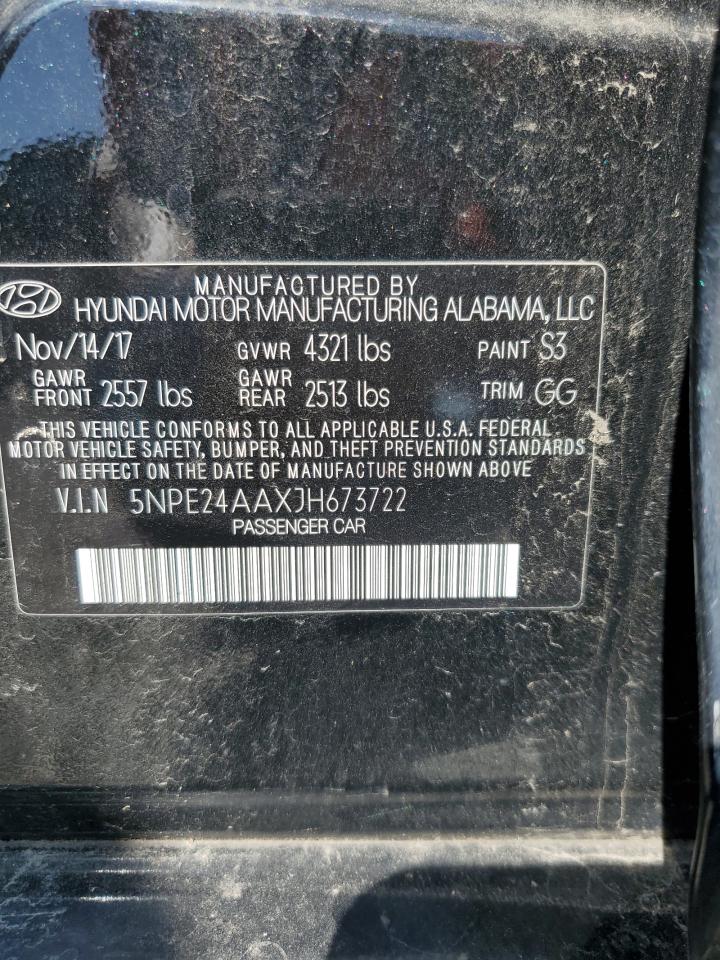 MANUFACTURED BY
HYUNDAI MOTOR MANUFACTURING ALABAMA, LLC
Nov/14/17 GVWR 4321 lbs PAINT S3
GAWR FRONT 2557 lbs GAWR REAR 2513 lbs TRIM GG
THIS VEHICLE CONFORMS TO ALL APPLICABLE U.S.A. FEDERAL
MOTOR VEHICLE SAFETY, BUMPER, AND THEFT PREVENTION STANDARDS
IN EFFECT ON THE DATE OF MANUFACTURE SHOWN ABOVE
V.I.N 5NPE24AAXJH673722
PASSENGER CAR